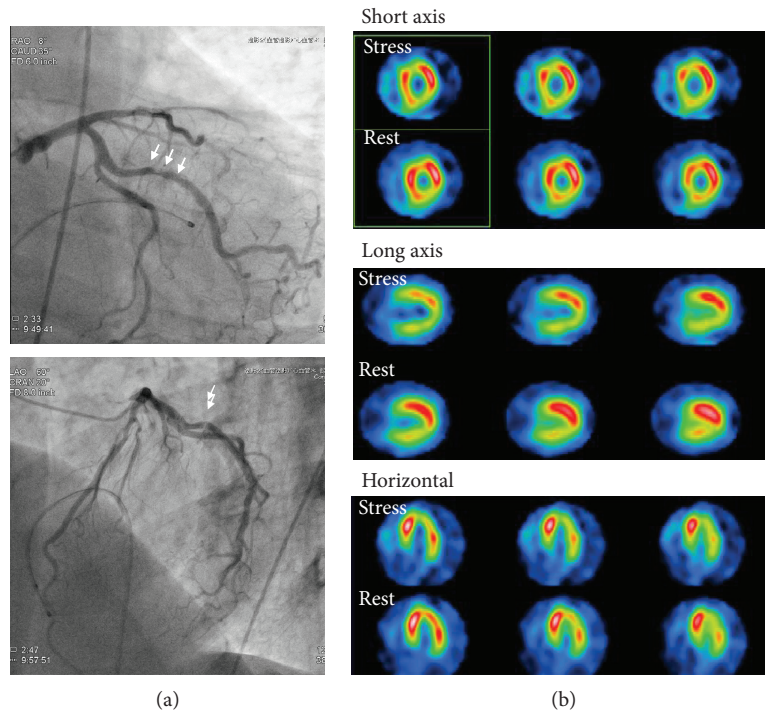 RAO 8°
CAUD 35°
FD 6.0 inch
2 33
9 49 41
LAO 60°
CRAN 20°
FD 8.0 inch
2:47
9 57 51
(a)
Short axis
Stress
Rest
Long axis
Stress
Rest
Horizontal
Stress
Rest
(b)